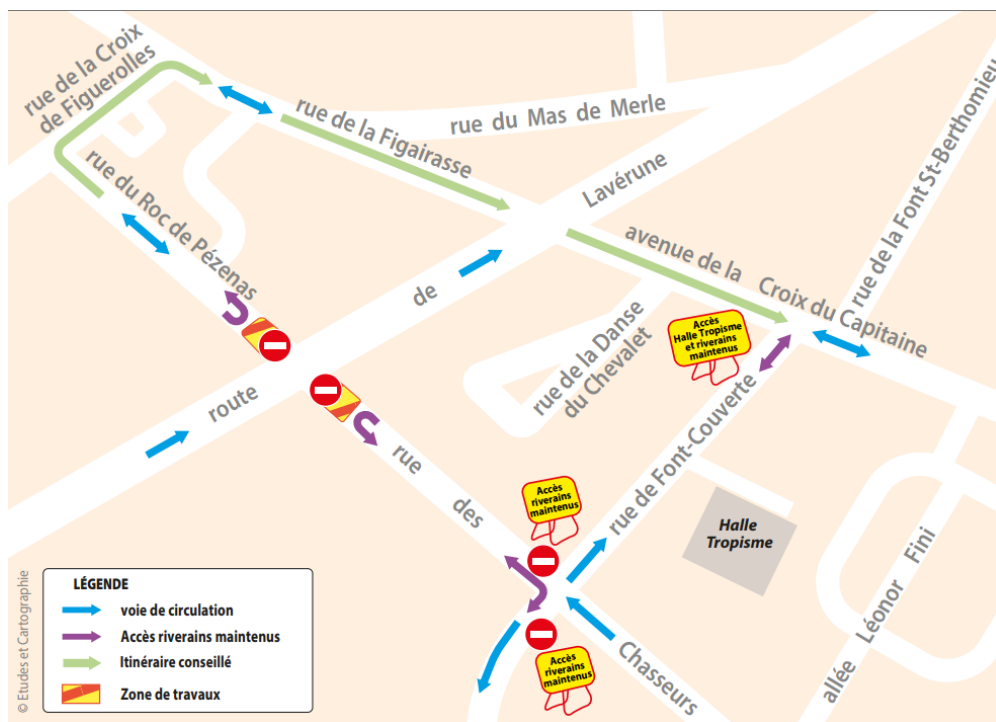 rue de la Croix
de Figuerolles
rue de la Figairasse
rue du Mas de Merle
rue du Roc de Pézenas
route de Lavérune
avenue de la Croix du Capitaine
rue de la Font St-Berthomieu
rue de la Danse
du Chevalet
Accès
Halle Tropisme
et riverains
maintenus
rue de Font-Couverte
rue des Chasseurs
Accès
riverains
maintenus
Halle
Tropisme
allée Léonor Fini
Accès
riverains
maintenus
© Etudes et Cartographie
LÉGENDE
voie de circulation
Accès riverains maintenus
Itinéraire conseillé
Zone de travaux